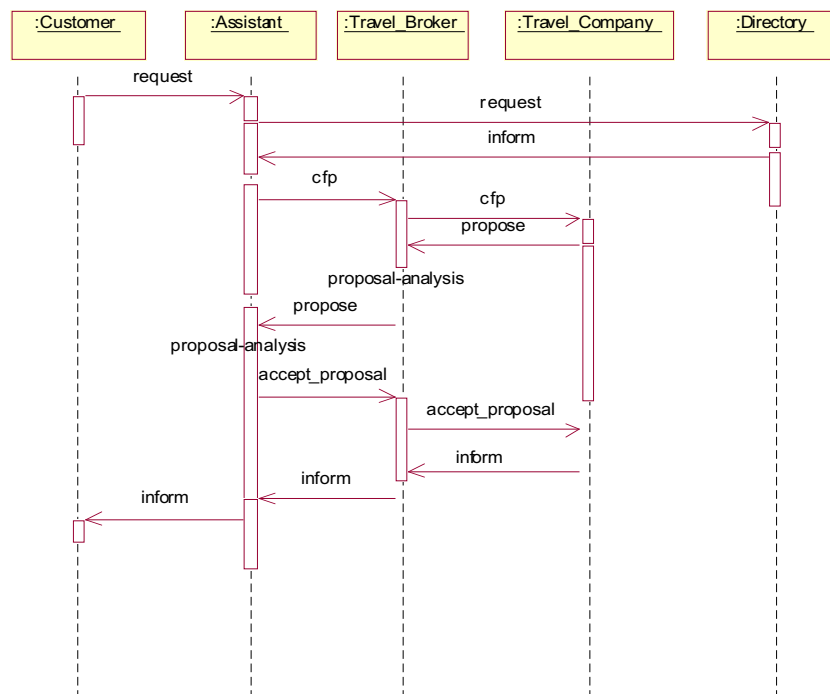 :Customer
:Assistant
:Travel_Broker
:Travel_Company
:Directory
request
request
inform
cfp
cfp
propose
proposal-analysis
propose
proposal-analysis
accept_proposal
accept_proposal
inform
inform
inform